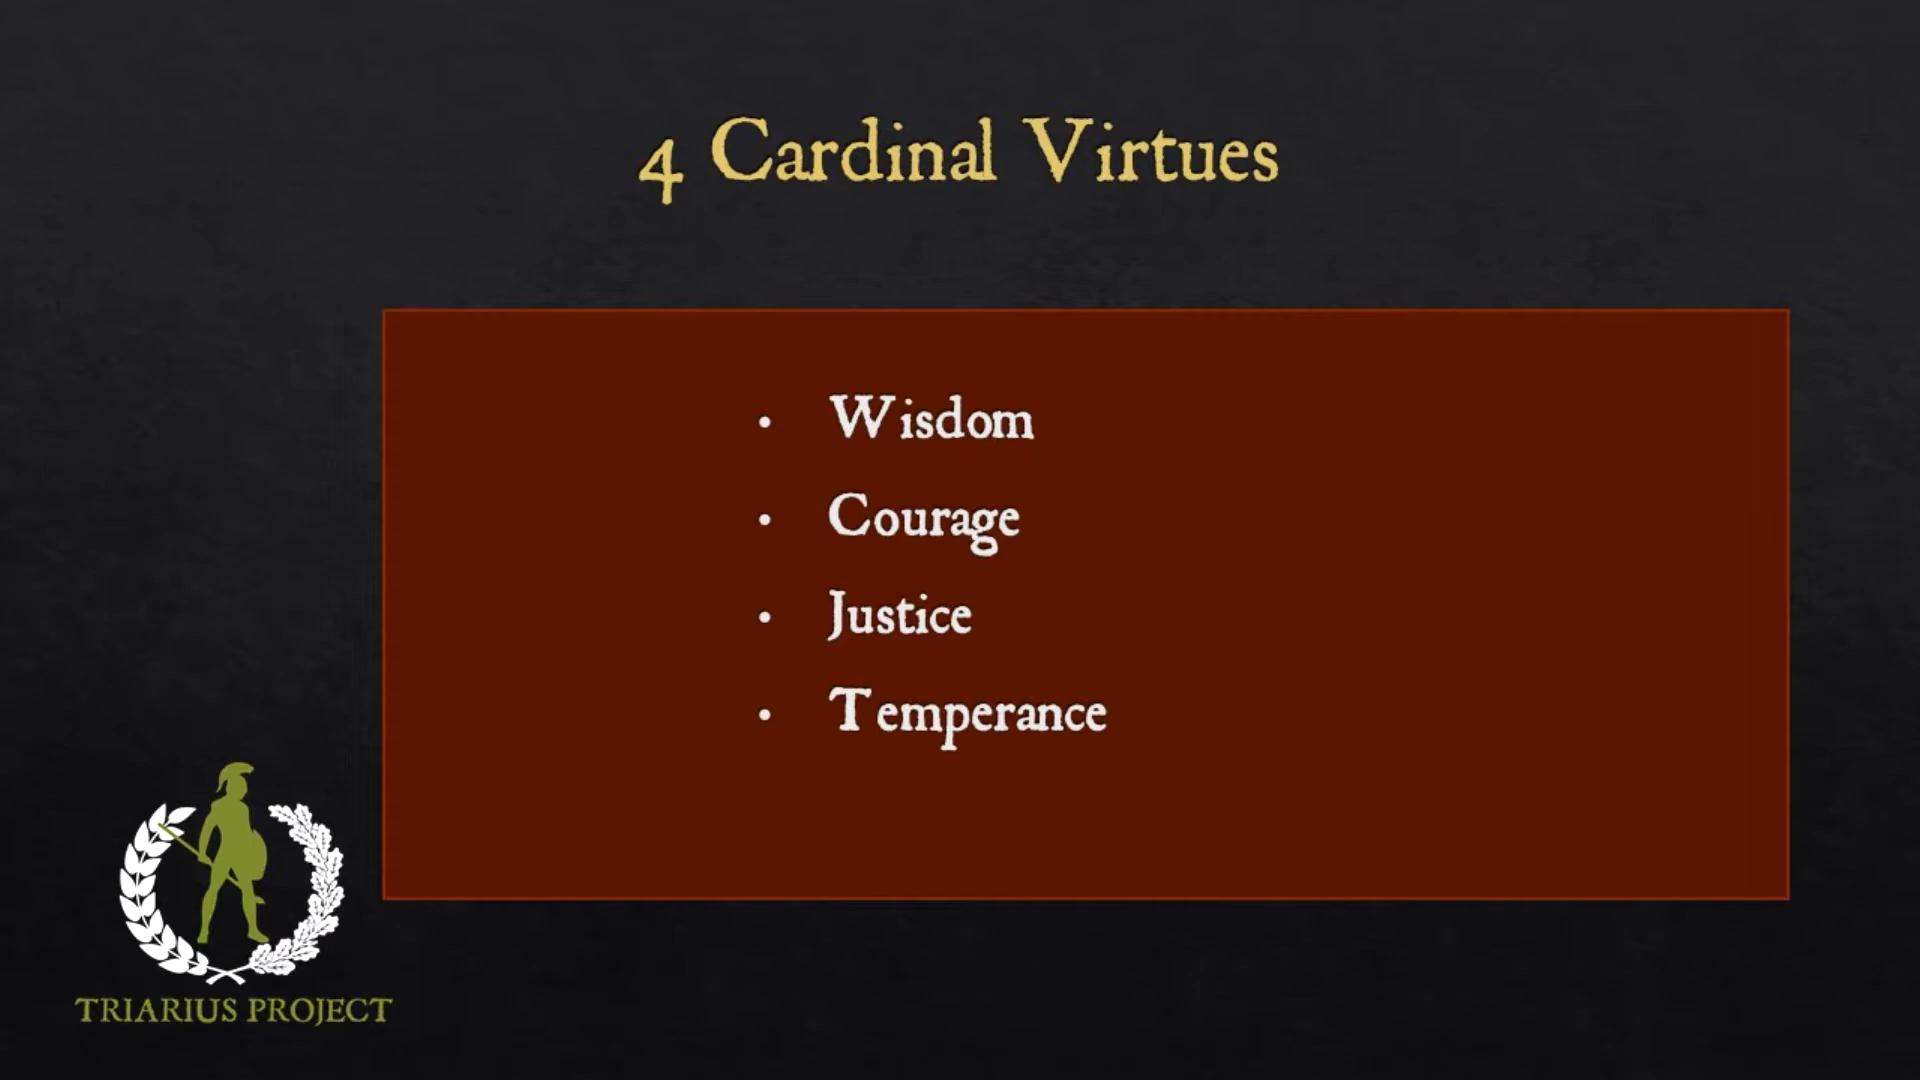 4 Cardinal Virtues
• Wisdom
• Courage
• Justice
• Temperance
TRIARIUS PROJECT